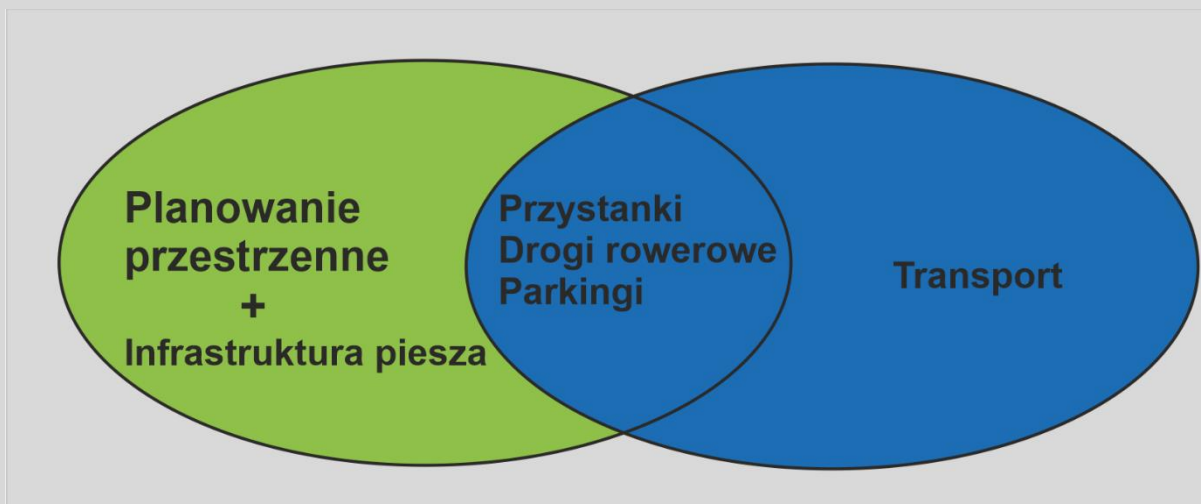 Planowanie
przestrzenne
+
Infrastruktura piesza
Przystanki
Drogi rowerowe
Parkingi
Transport